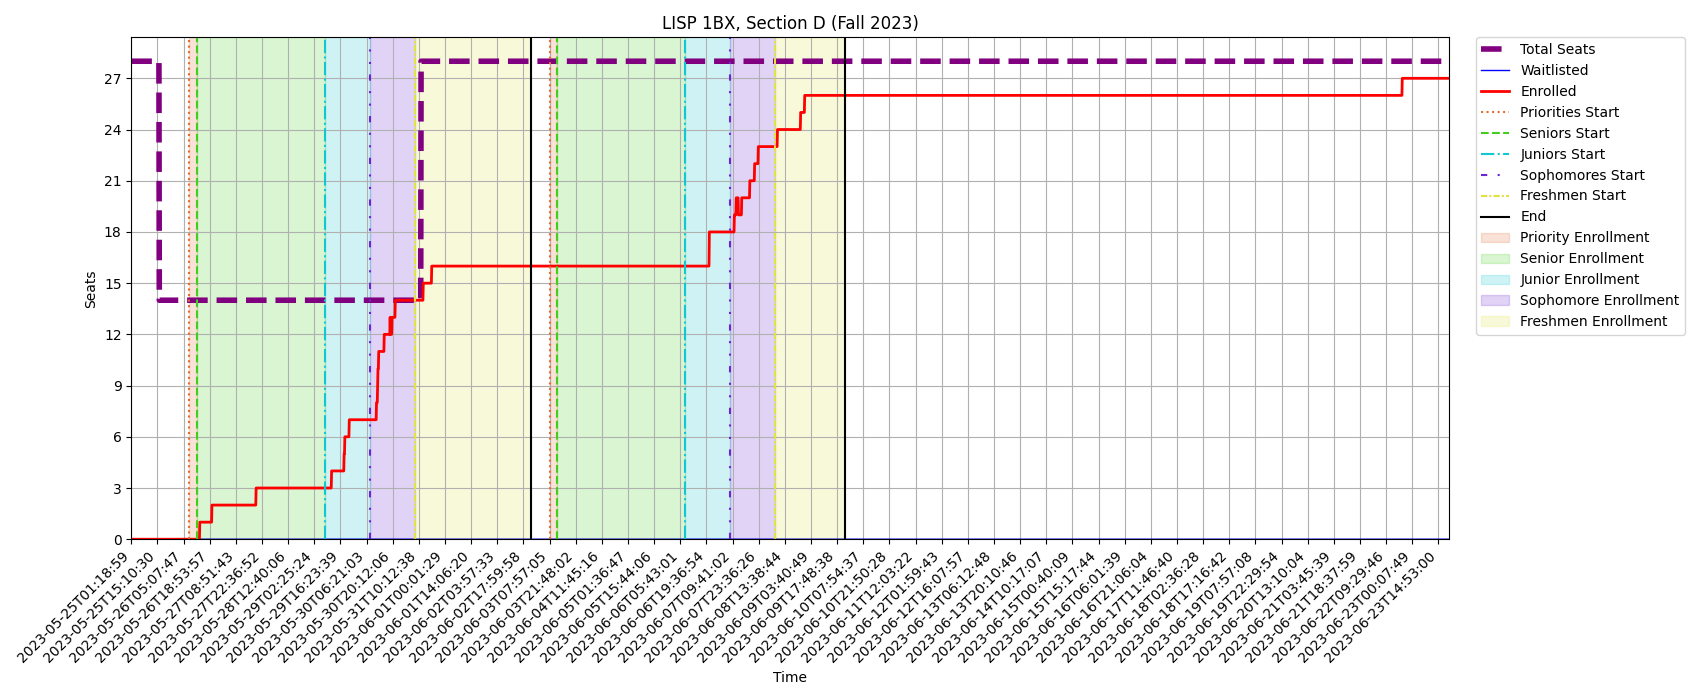 LISP 1BX, Section D (Fall 2023)
Total Seats
Waitlisted
Enrolled
Priorities Start
Seniors Start
Juniors Start
Sophomores Start
Freshmen Start
End
Priority Enrollment
Senior Enrollment
Junior Enrollment
Sophomore Enrollment
Freshmen Enrollment
Seats
27
24
21
18
15
12
9
6
3
0
2023-05-25T01:18:59
2023-05-25T15:10:30
2023-05-26T05:07:47
2023-05-26T18:53:57
2023-05-27T08:51:43
2023-05-27T22:36:52
2023-05-28T12:40:06
2023-05-29T02:25:24
2023-05-29T16:23:39
2023-05-30T06:21:03
2023-05-30T20:12:06
2023-05-31T10:12:38
2023-06-01T00:01:29
2023-06-01T14:06:20
2023-06-02T03:57:33
2023-06-02T17:59:58
2023-06-03T07:57:05
2023-06-03T21:48:02
2023-06-04T11:45:16
2023-06-05T01:36:47
2023-06-05T15:44:06
2023-06-06T05:43:01
2023-06-06T19:36:54
2023-06-07T09:41:02
2023-06-07T23:36:26
2023-06-08T13:38:44
2023-06-09T03:40:49
2023-06-09T17:48:38
2023-06-10T07:54:37
2023-06-10T21:50:28
2023-06-11T12:03:22
2023-06-12T01:59:43
2023-06-12T16:07:57
2023-06-13T06:12:48
2023-06-13T20:10:46
2023-06-14T10:17:07
2023-06-15T00:40:09
2023-06-15T15:17:44
2023-06-16T06:01:39
2023-06-16T21:06:04
2023-06-17T11:46:40
2023-06-18T02:36:28
2023-06-18T17:16:42
2023-06-19T07:57:08
2023-06-19T22:29:54
2023-06-20T13:10:04
2023-06-21T03:45:39
2023-06-21T18:37:59
2023-06-22T09:29:46
2023-06-23T00:07:49
2023-06-23T14:53:00
Time